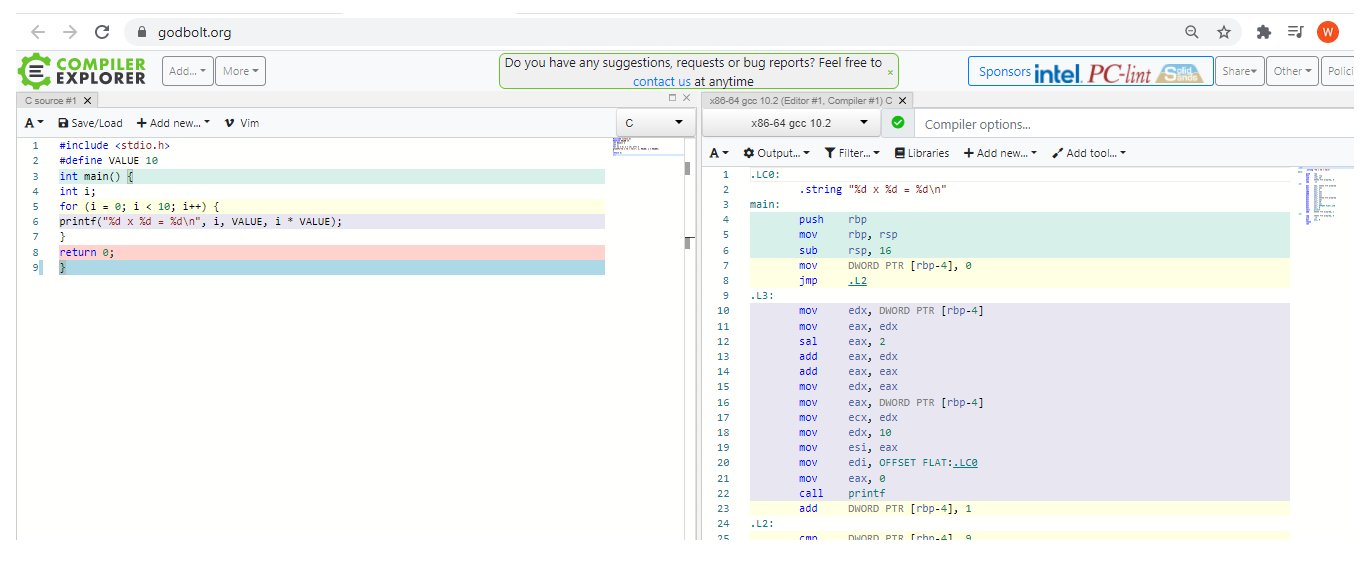 godbolt.org
W
COMPILER
EXPLORER
Add...
More
Do you have any suggestions, requests or bug reports? Feel free to
contact us at anytime
×
Sponsors intel. PC-lint Solid Sands
Share
Other
Polici
C source #1 X
A
Save/Load
+ Add new...
Vim
C
1 #include <stdio.h>
2 #define VALUE 10
3 int main() {
4 int i;
5 for (i = 0; i < 10; i++) {
6 printf("%d x %d = %d\n", i, VALUE, i * VALUE);
7 }
8 return 0;
9 }
x86-64 gcc 10.2 (Editor #1, Compiler #1) C X
x86-64 gcc 10.2
Compiler options...
A
Output...
Filter...
Libraries
+ Add new...
Add tool...
1 .LC0:
2 .string "%d x %d = %d\n"
3 main:
4 push rbp
5 mov rbp, rsp
6 sub rsp, 16
7 mov DWORD PTR [rbp-4], 0
8 jmp .L2
9 .L3:
10 mov edx, DWORD PTR [rbp-4]
11 mov eax, edx
12 sal eax, 2
13 add eax, edx
14 add eax, eax
15 mov edx, eax
16 mov eax, DWORD PTR [rbp-4]
17 mov ecx, edx
18 mov edx, 10
19 mov esi, eax
20 mov edi, OFFSET FLAT:.LC0
21 mov eax, 0
22 call printf
23 add DWORD PTR [rbp-4], 1
24 .L2:
25 cmp DWORD PTR [rbp-4], 9